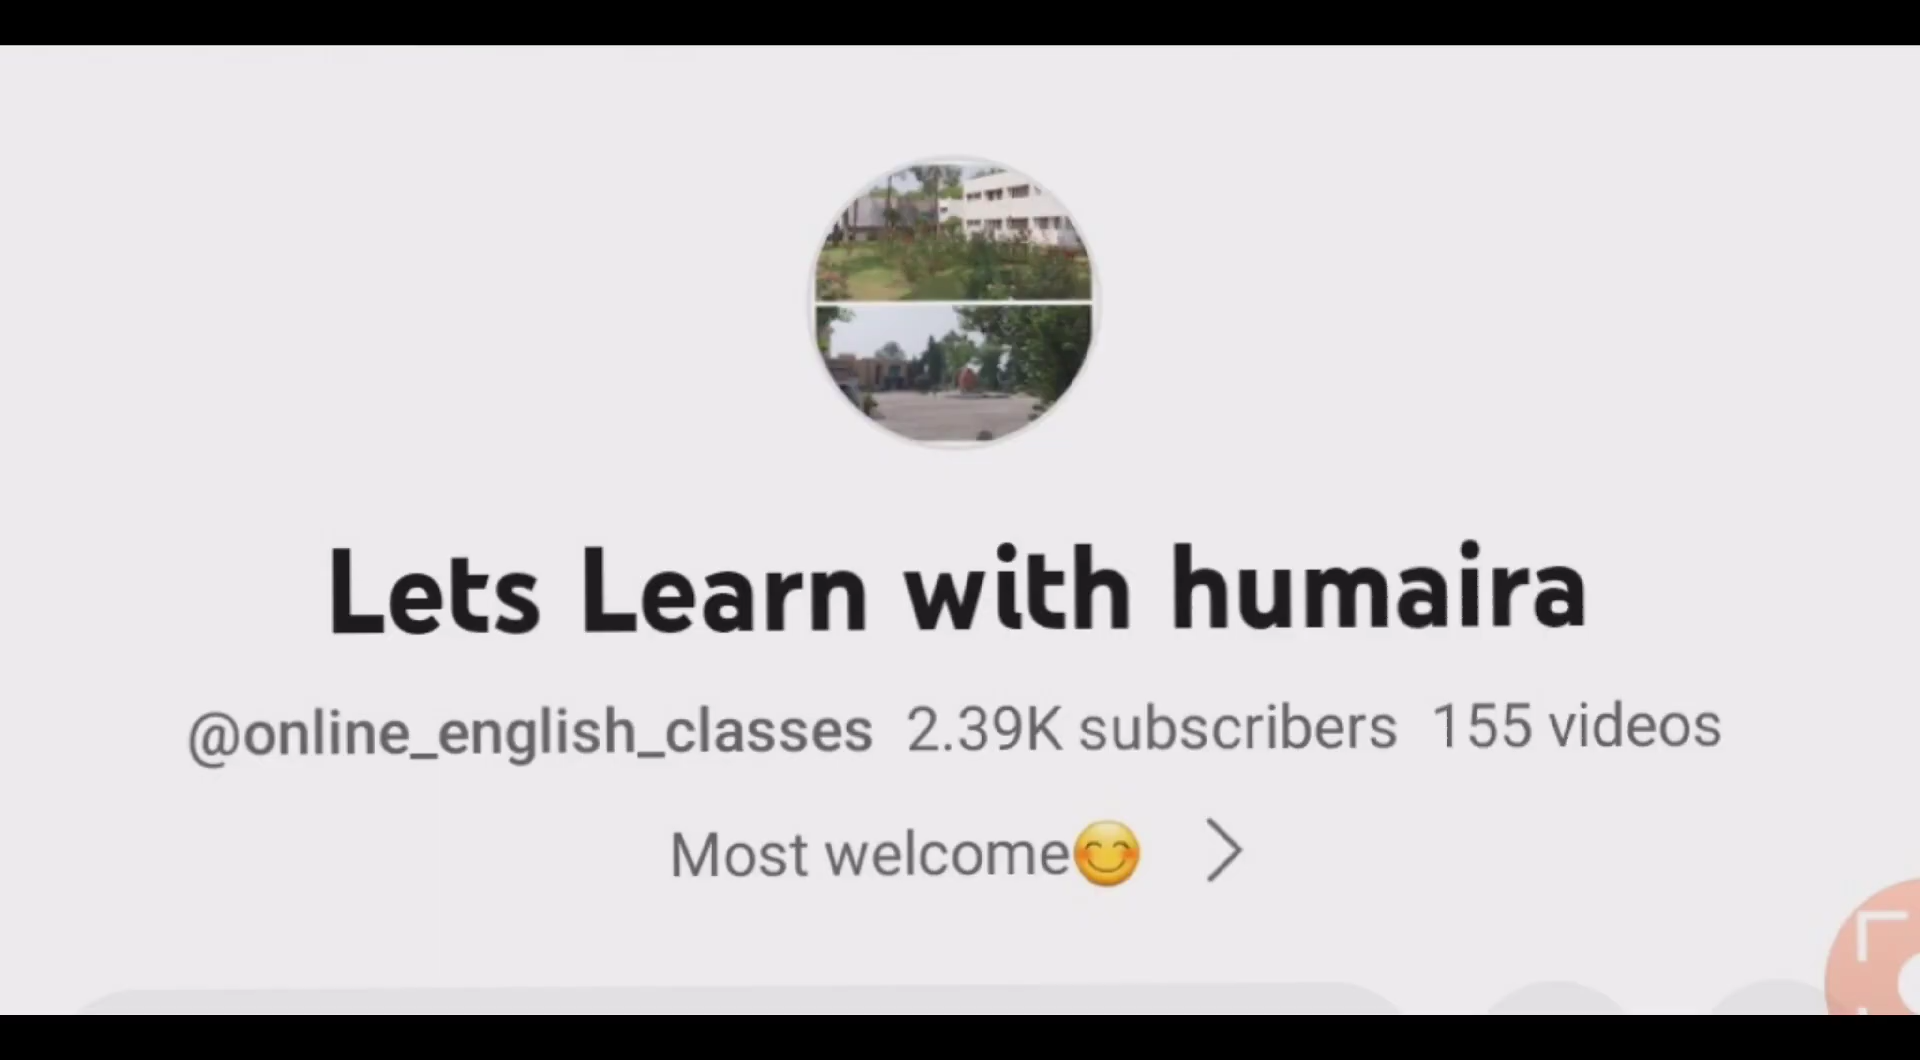 Lets Learn with humaira
@online_english_classes 2.39K subscribers 155 videos
Most welcome😊 >